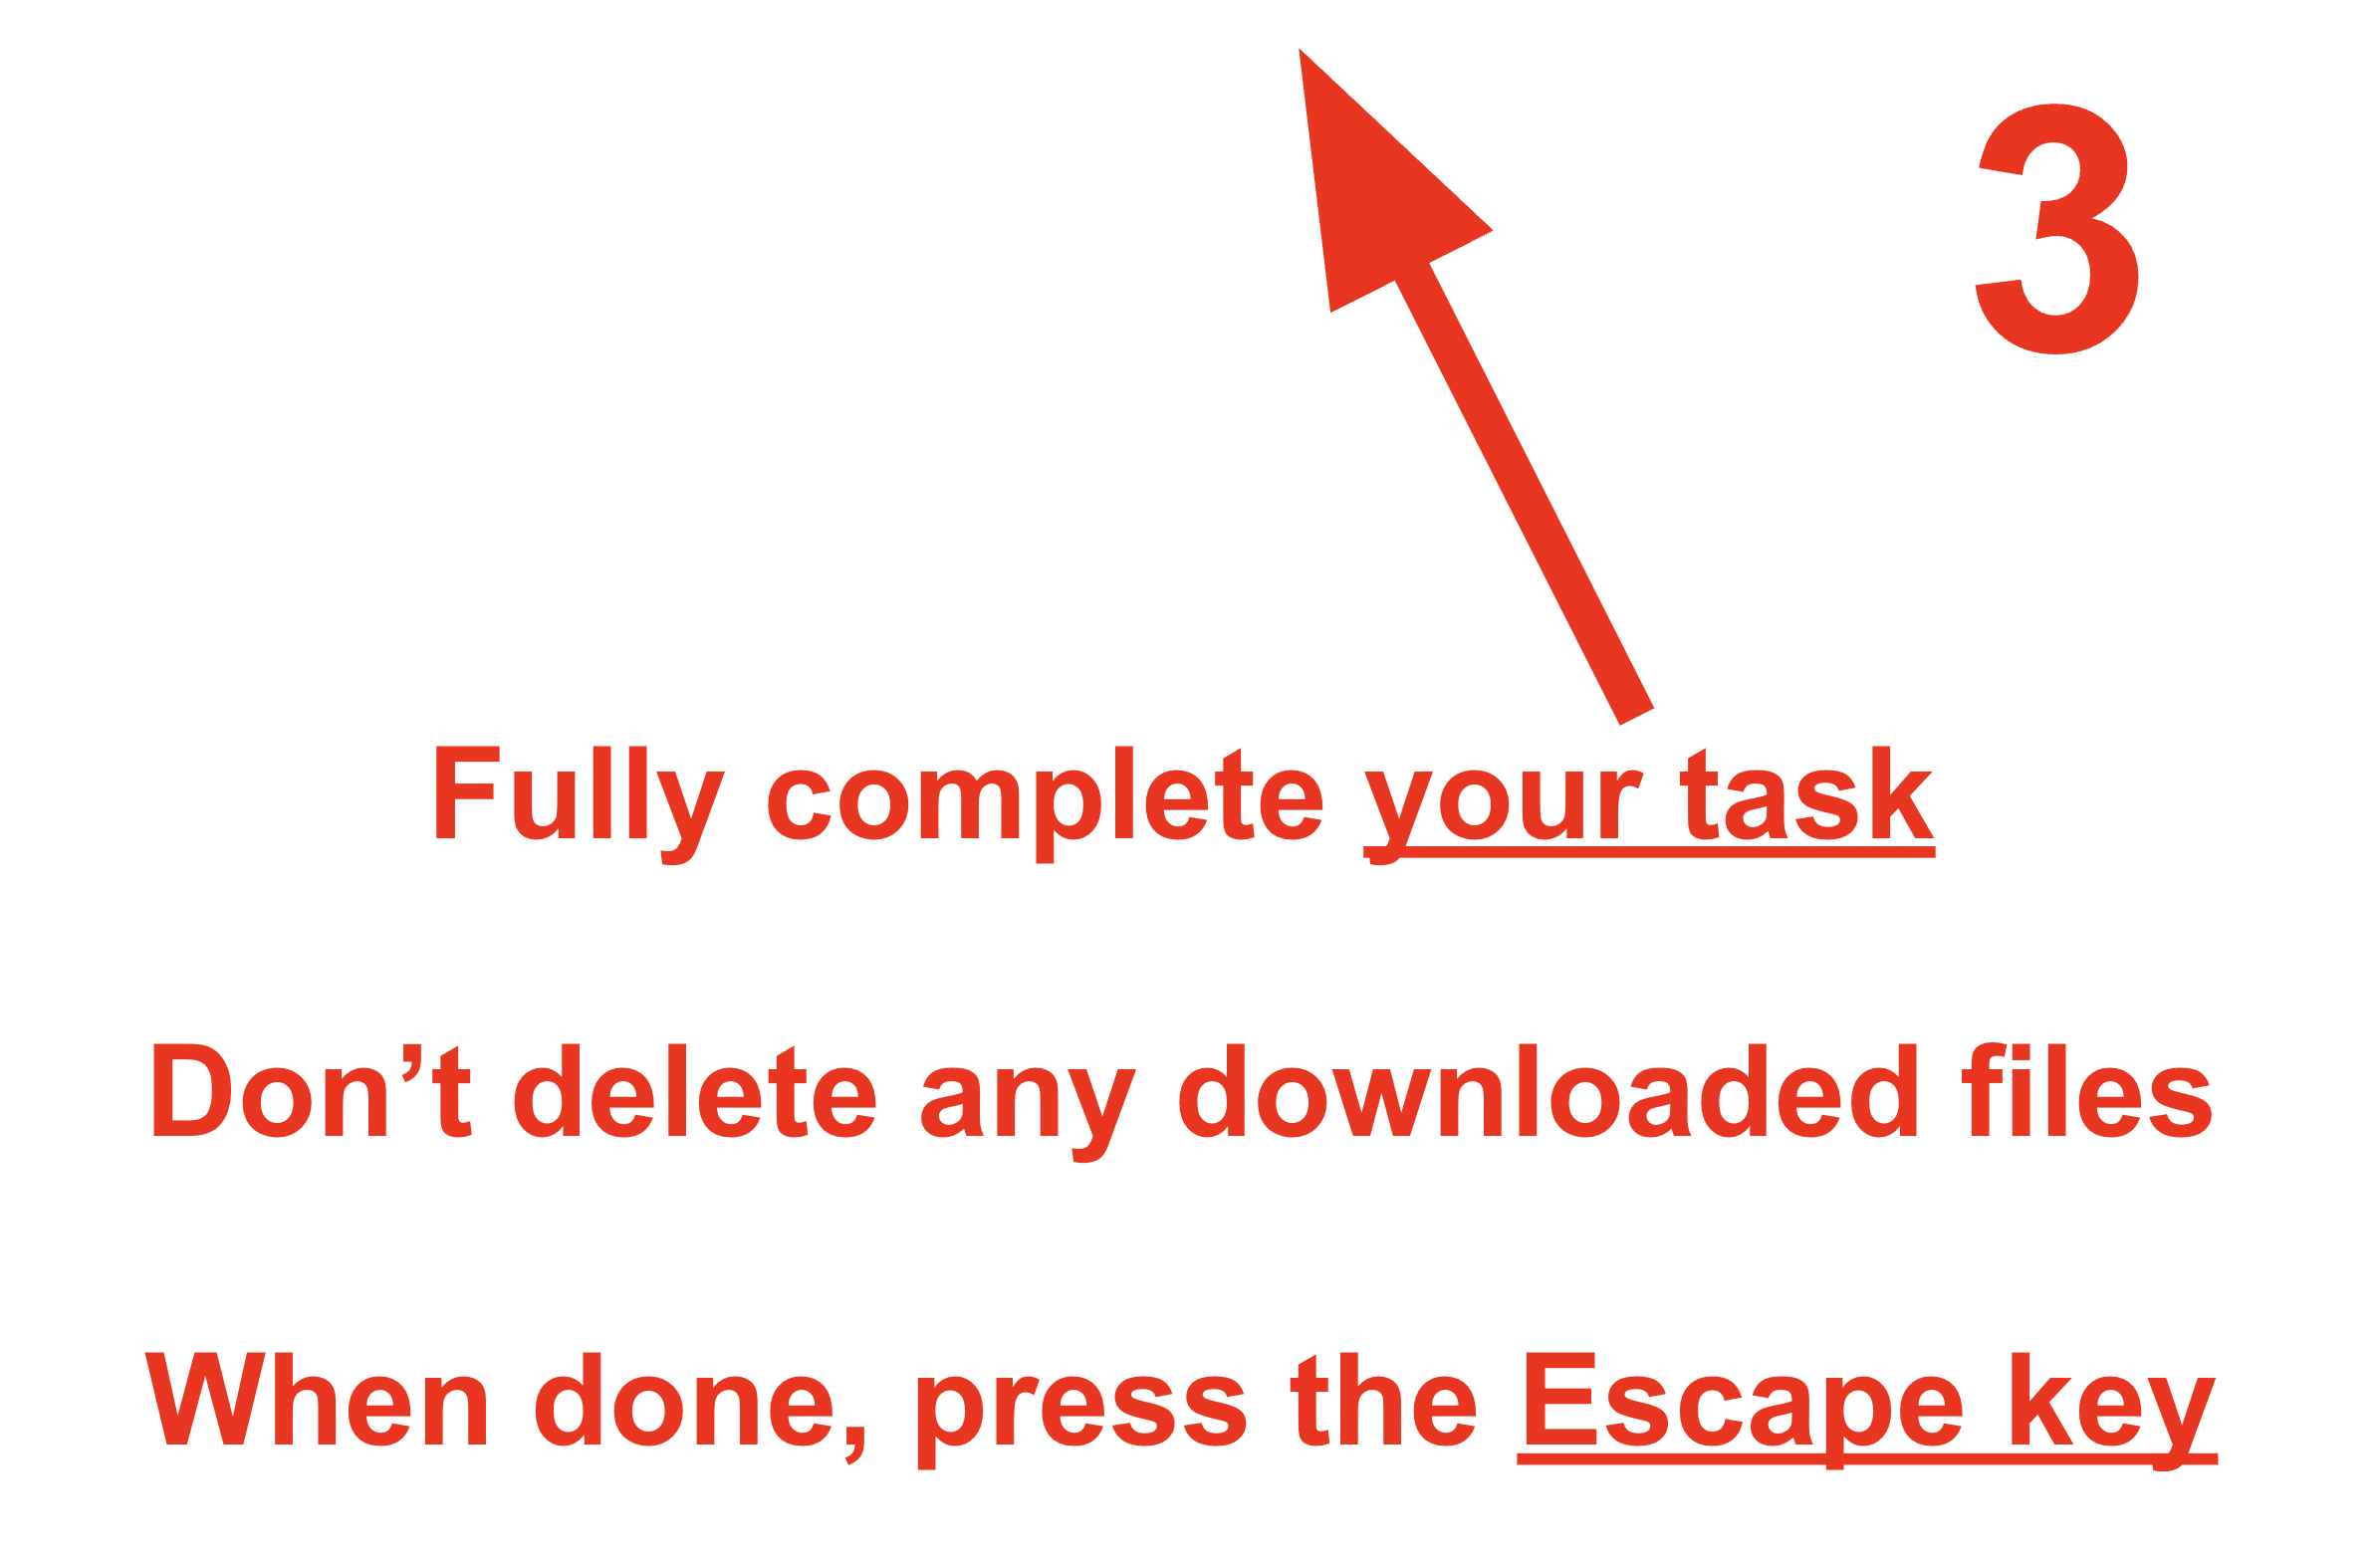 3
Fully complete your task
Don’t delete any downloaded files
When done, press the Escape key